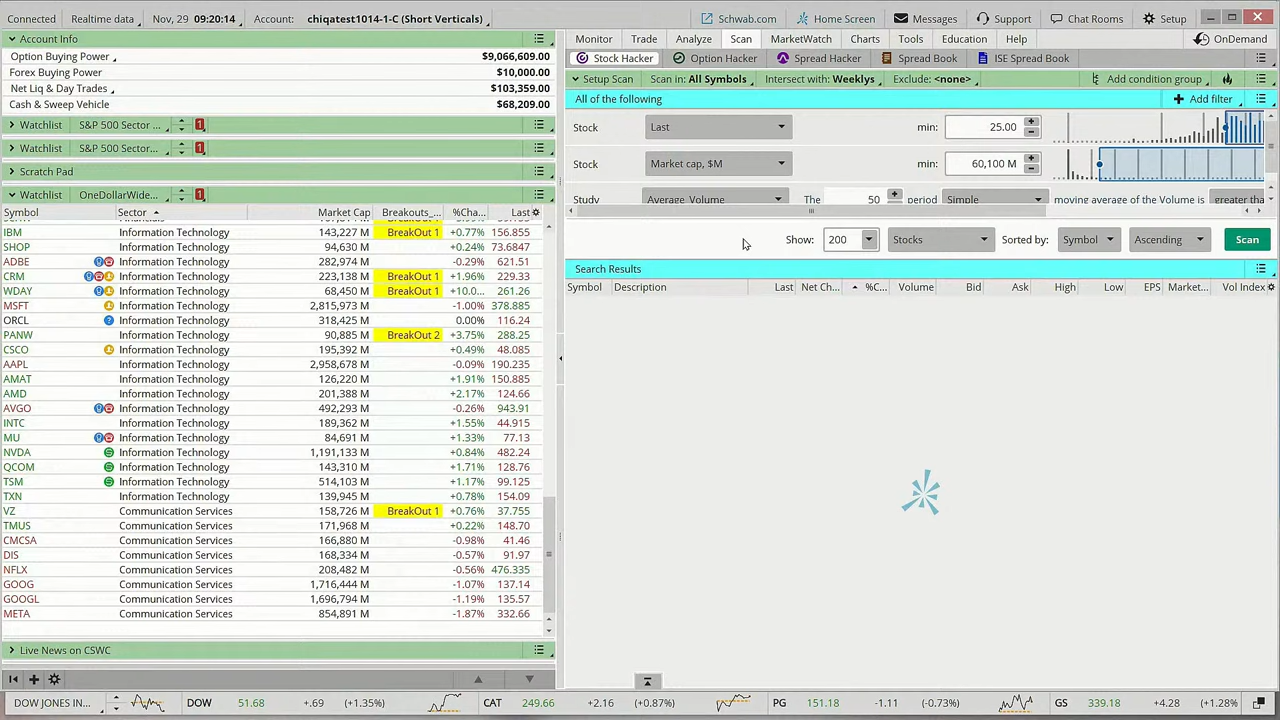 Connected Realtime data Nov, 29 09:20:14 Account: chiqatest1014-1-C (Short Verticals) Schwab.com Home Screen Messages Support Chat Rooms Setup
Account Info
Option Buying Power $9,066,609.00
Forex Buying Power $10,000.00
Net Liq & Day Trades $103,359.00
Cash & Sweep Vehicle $68,209.00
Watchlist S&P 500 Sector ... 1
Watchlist S&P 500 Sector... 1
Scratch Pad
Watchlist OneDollarWide... 1
Symbol Sector Market Cap Breakouts_... %Cha... Last
IBM Information Technology 143,227 M BreakOut 1 +0.77% 156.855
SHOP Information Technology 94,630 M +0.24% 73.6847
ADBE Information Technology 282,974 M -0.29% 621.51
CRM Information Technology 223,138 M BreakOut 1 +1.96% 229.33
WDAY Information Technology 68,450 M BreakOut 1 +10.0... 261.26
MSFT Information Technology 2,815,973 M -1.00% 378.885
ORCL Information Technology 318,425 M 0.00% 116.24
PANW Information Technology 90,885 M BreakOut 2 +3.75% 288.25
CSCO Information Technology 195,392 M +0.49% 48.085
AAPL Information Technology 2,958,678 M -0.09% 190.235
AMAT Information Technology 126,220 M +1.91% 150.885
AMD Information Technology 201,388 M +2.17% 124.66
AVGO Information Technology 492,293 M -0.26% 943.91
INTC Information Technology 189,362 M +1.55% 44.915
MU Information Technology 84,691 M +1.33% 77.13
NVDA Information Technology 1,191,133 M +0.84% 482.24
QCOM Information Technology 143,310 M +1.71% 128.76
TSM Information Technology 514,103 M +1.17% 99.125
TXN Information Technology 139,945 M +0.78% 154.09
VZ Communication Services 158,726 M BreakOut 1 +0.76% 37.755
TMUS Communication Services 171,968 M +0.22% 148.70
CMCSA Communication Services 166,880 M -0.98% 41.46
DIS Communication Services 168,334 M -0.57% 91.97
NFLX Communication Services 208,482 M -0.56% 476.335
GOOG Communication Services 1,716,444 M -1.07% 137.14
GOOGL Communication Services 1,696,794 M -1.19% 135.57
META Communication Services 854,891 M -1.87% 332.66
Live News on CSWC
Monitor Trade Analyze Scan MarketWatch Charts Tools Education Help OnDemand
Stock Hacker Option Hacker Spread Hacker Spread Book ISE Spread Book
Setup Scan Scan in: All Symbols Intersect with: Weeklys Exclude: <none> Add condition group
All of the following Add filter
Stock Last min: 25.00
Stock Market cap, $M min: 60,100 M
Study Average_Volume The 50 period Simple moving average of the Volume is greater tha
Show: 200 Stocks Sorted by: Symbol Ascending Scan
Search Results
Symbol Description Last Net Ch... %C... Volume Bid Ask High Low EPS Market... Vol Index
DOW JONES IN... DOW 51.68 +.69 (+1.35%) CAT 249.66 +2.16 (+0.87%) PG 151.18 -1.11 (-0.73%) GS 339.18 +4.28 (+1.28%)